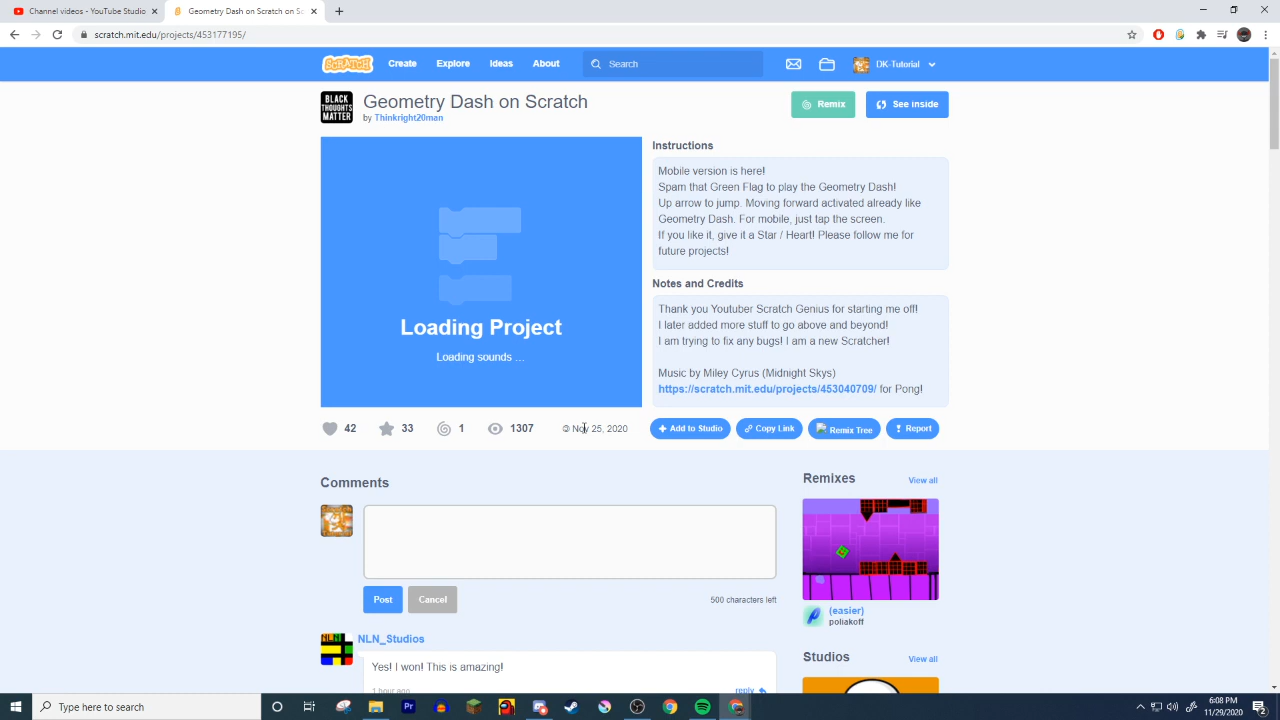 Channel videos - YouTube Studio
Geometry Dash on Scratch on Sc
scratch.mit.edu/projects/453177195/
SCRATCH
Create
Explore
Ideas
About
Search
DK-Tutorial
BLACK
THOUGHTS
MATTER
Geometry Dash on Scratch
by Thinkright20man
Remix
See inside
Loading Project
Loading sounds ...
Instructions
Mobile version is here!
Spam that Green Flag to play the Geometry Dash!
Up arrow to jump. Moving forward activated already like
Geometry Dash. For mobile, just tap the screen.
If you like it, give it a Star / Heart! Please follow me for
future projects!
Notes and Credits
Thank you Youtuber Scratch Genius for starting me off!
I later added more stuff to go above and beyond!
I am trying to fix any bugs! I am a new Scratcher!
Music by Miley Cyrus (Midnight Skys)
https://scratch.mit.edu/projects/453040709/ for Pong!
42
33
1
1307
Nov 25, 2020
Add to Studio
Copy Link
Remix Tree
Report
Comments
Post
Cancel
500 characters left
NLN
NLN_Studios
Yes! I won! This is amazing!
1 hour ago
reply
Remixes
View all
(easier)
poliakoff
Studios
View all
Type here to search
Pr
6:08 PM
11/29/2020
2